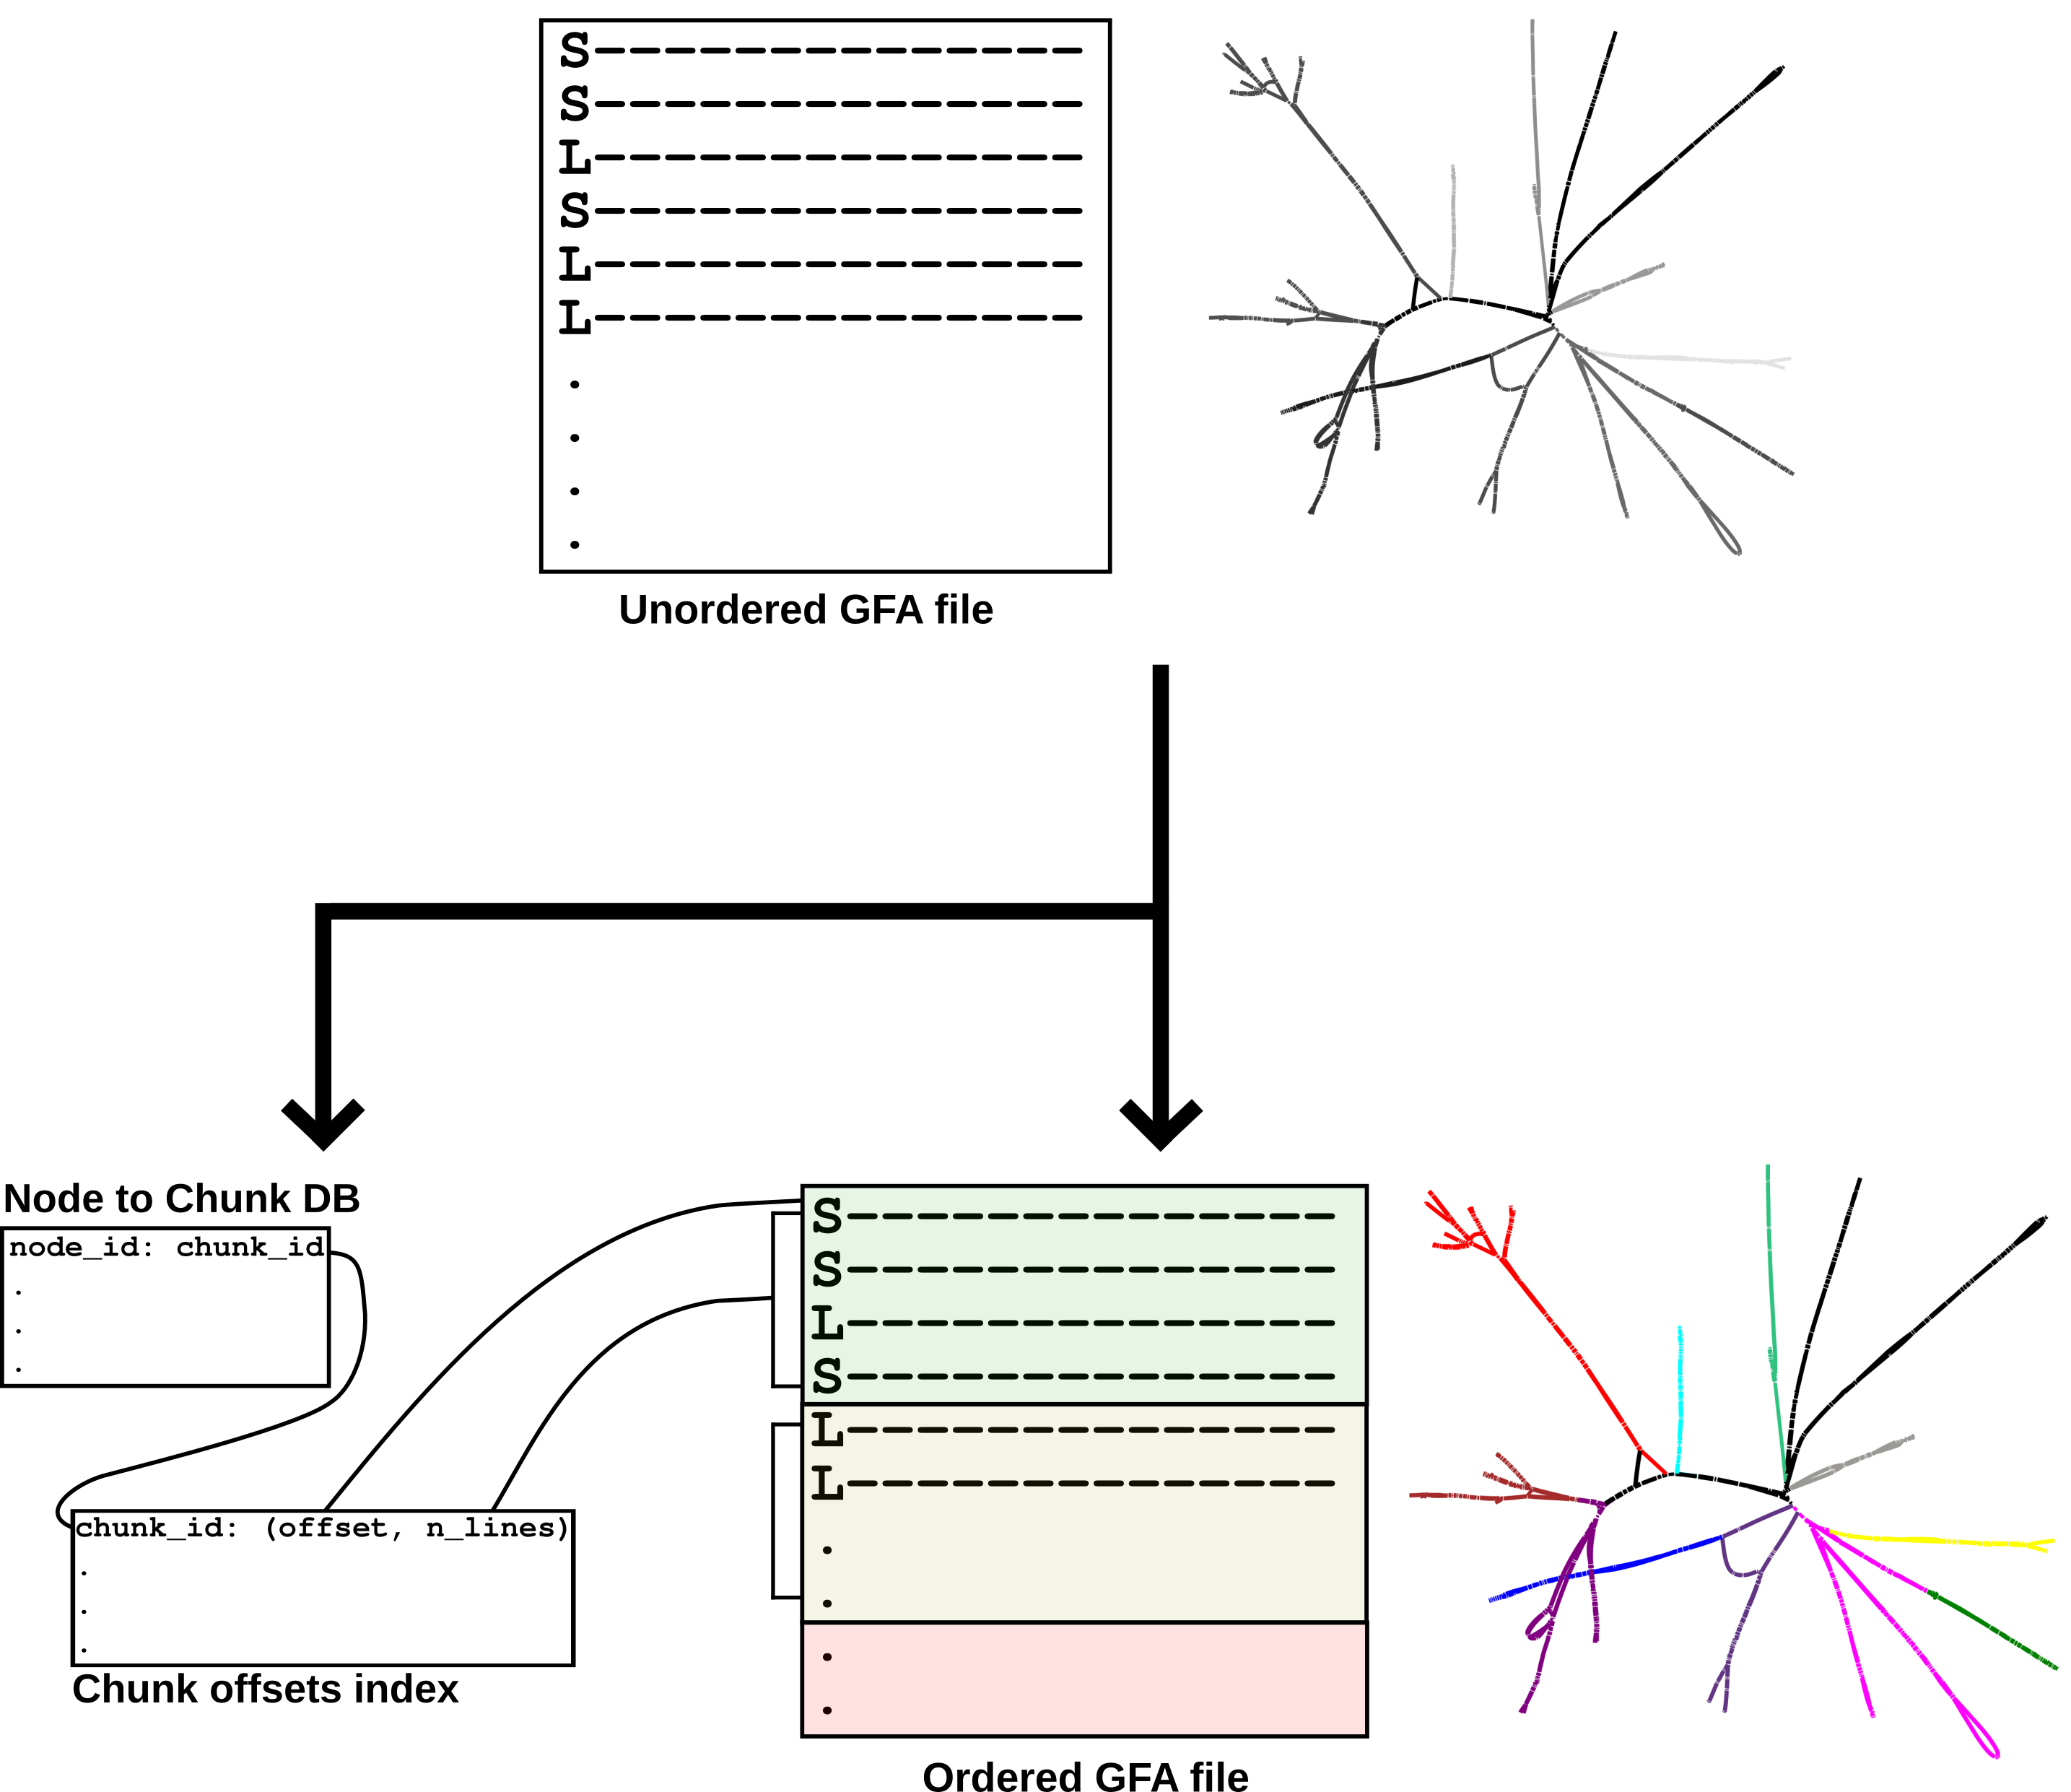 S
S
L
S
L
L
Unordered GFA file
Node to Chunk DB
node_id: chunk_id
chunk_id: (offset, n_lines)
Chunk offsets index
S
S
L
S
L
L
Ordered GFA file